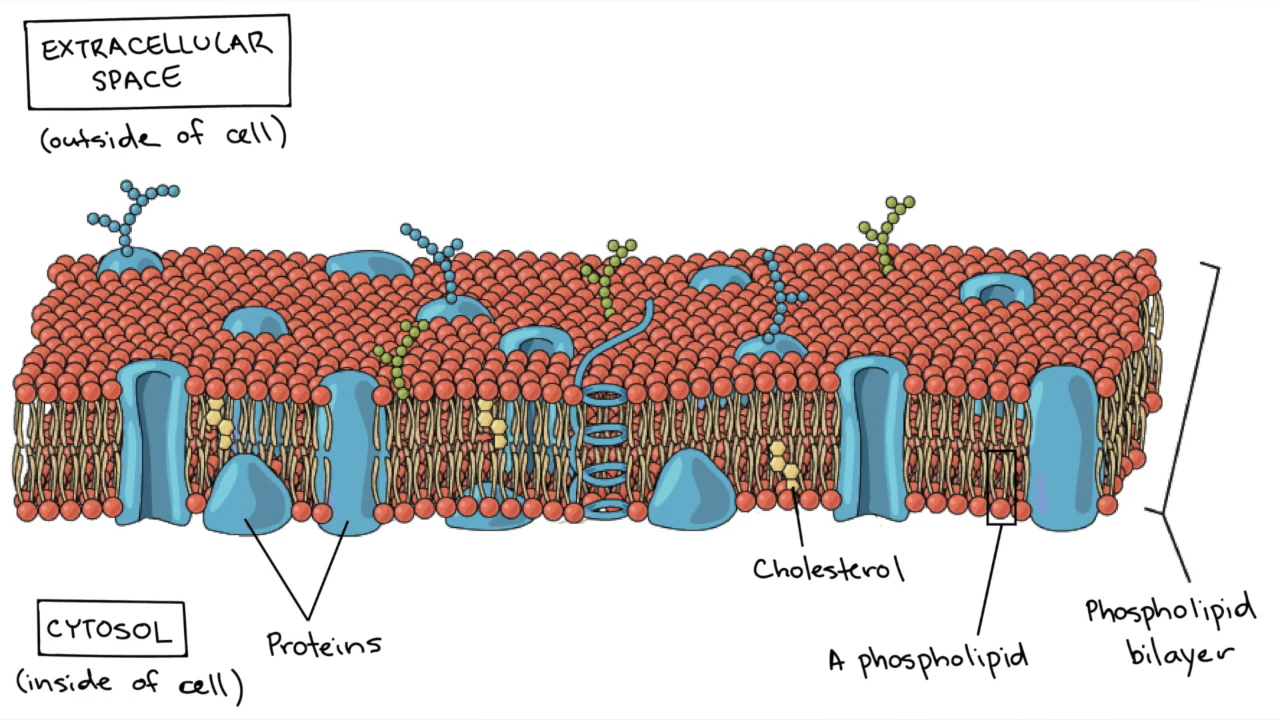 EXTRACELLULAR
SPACE
(outside of cell)
Cholesterol
Phospholipid
bilayer
CYTOSOL
(inside of cell)
Proteins
A phospholipid